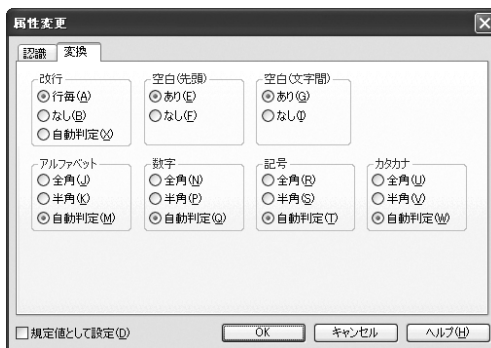 属性変更
認識 変換
改行 空白(先頭) 空白(文字間)
行毎(A) あり(E) あり(G)
なし(B) なし(F) なし(I)
自動判定(X)
アルファベット 数字 記号 カタカナ
全角(J) 全角(N) 全角(R) 全角(U)
半角(K) 半角(P) 半角(S) 半角(V)
自動判定(M) 自動判定(Q) 自動判定(T) 自動判定(W)
規定値として設定(D) OK キャンセル ヘルプ(H)